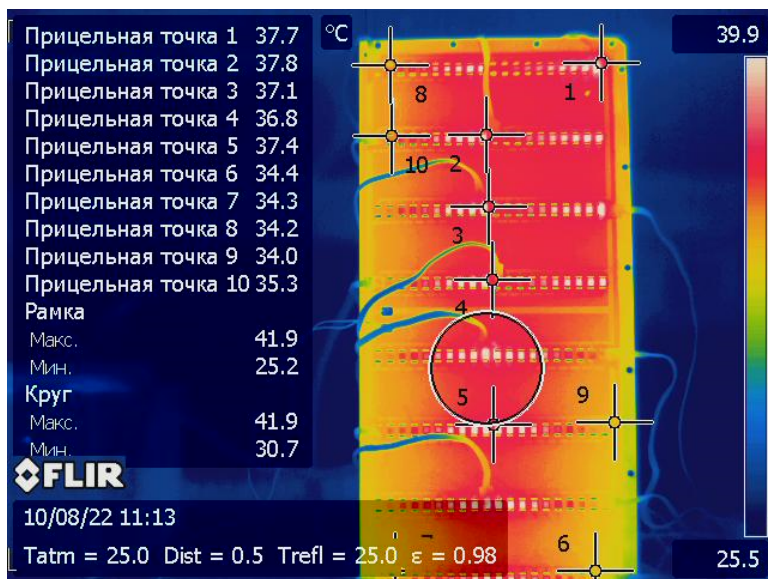 Прицельная точка 1 37.7
Прицельная точка 2 37.8
Прицельная точка 3 37.1
Прицельная точка 4 36.8
Прицельная точка 5 37.4
Прицельная точка 6 34.4
Прицельная точка 7 34.3
Прицельная точка 8 34.2
Прицельная точка 9 34.0
Прицельная точка 10 35.3
Рамка
Макс. 41.9
Мин. 25.2
Круг
Макс. 41.9
Мин. 30.7
FLIR
10/08/22 11:13
Tatm = 25.0 Dist = 0.5 Trefl = 25.0 ε = 0.98
°C
39.9
8
1
10
2
3
4
5
9
6
25.5